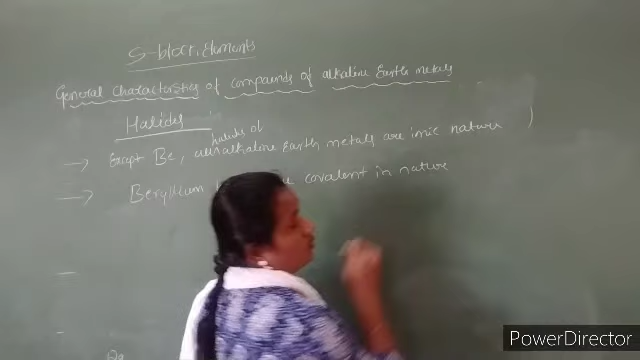 S-block Elements
General Characteristics of compounds of alkaline Earth metals
Halides
halides of
→ Except Be, all alkaline Earth metals are ionic nature )
→ Beryllium covalent in nature
PowerDirector